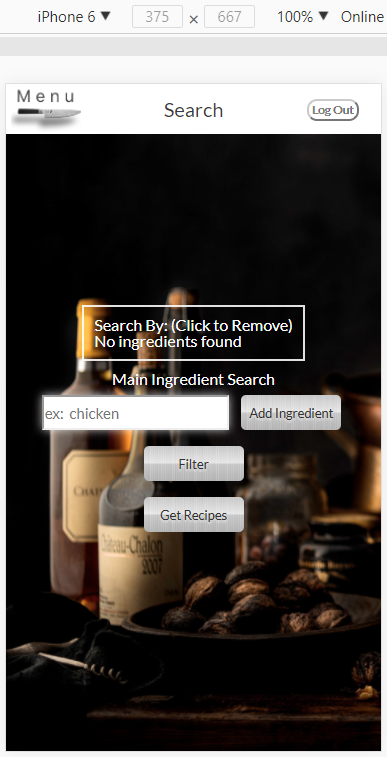 iPhone 6 ▼ 375 × 667 100% ▼ Online
Menu
Search
Log Out
Search By: (Click to Remove)
No ingredients found
Main Ingredient Search
ex: chicken
Add Ingredient
Filter
Get Recipes
Château-Chalon
2007